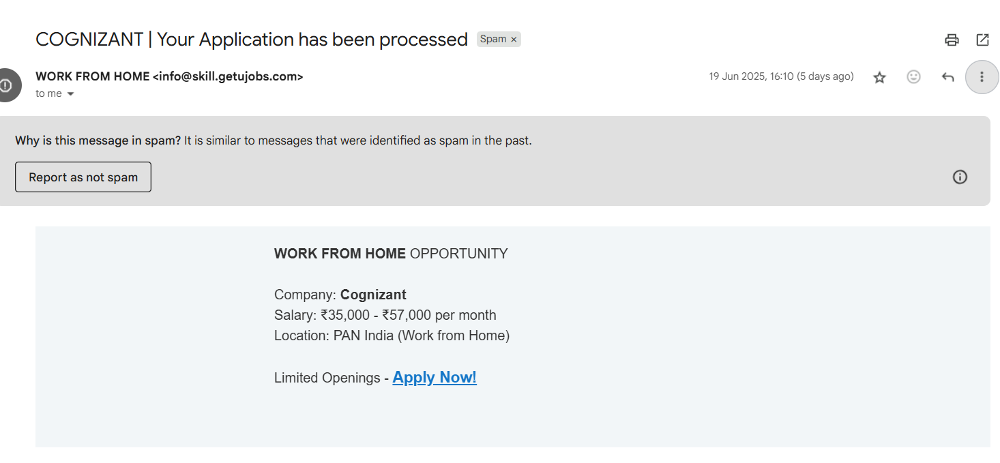 COGNIZANT | Your Application has been processed Spam ×
WORK FROM HOME <info@skill.getujobs.com> 19 Jun 2025, 16:10 (5 days ago)
to me
Why is this message in spam? It is similar to messages that were identified as spam in the past.
Report as not spam
WORK FROM HOME OPPORTUNITY
Company: Cognizant
Salary: ₹35,000 - ₹57,000 per month
Location: PAN India (Work from Home)
Limited Openings - Apply Now!